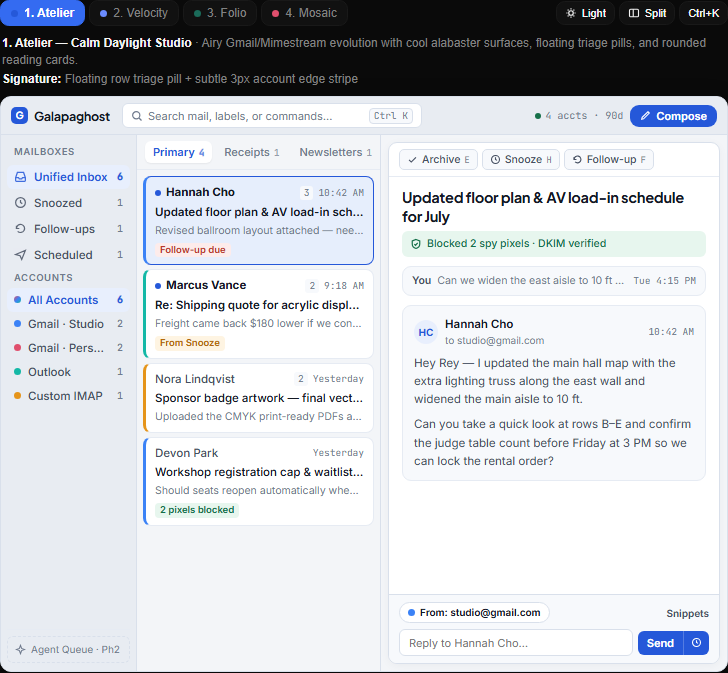 1. Atelier
2. Velocity
3. Folio
4. Mosaic
Light
Split
Ctrl+K
1. Atelier — Calm Daylight Studio · Airy Gmail/Mimestream evolution with cool alabaster surfaces, floating triage pills, and rounded
reading cards.
Signature: Floating row triage pill + subtle 3px account edge stripe
G Galapaghost
Search mail, labels, or commands...
Ctrl K
4 accts · 90d
Compose
MAILBOXES
Unified Inbox 6
Snoozed 1
Follow-ups 1
Scheduled 1
ACCOUNTS
All Accounts 6
Gmail · Studio 2
Gmail · Pers... 2
Outlook 1
Custom IMAP 1
Agent Queue · Ph2
Primary 4
Receipts 1
Newsletters 1
Hannah Cho 3 10:42 AM
Updated floor plan & AV load-in sch...
Revised ballroom layout attached — nee...
Follow-up due
Marcus Vance 2 9:18 AM
Re: Shipping quote for acrylic displ...
Freight came back $180 lower if we con...
From Snooze
Nora Lindqvist 2 Yesterday
Sponsor badge artwork — final vect...
Uploaded the CMYK print-ready PDFs a...
Devon Park Yesterday
Workshop registration cap & waitlist...
Should seats reopen automatically whe...
2 pixels blocked
Archive E
Snooze H
Follow-up F
Updated floor plan & AV load-in schedule
for July
Blocked 2 spy pixels · DKIM verified
You Can we widen the east aisle to 10 ft ... Tue 4:15 PM
HC
Hannah Cho
to studio@gmail.com
10:42 AM
Hey Rey — I updated the main hall map with the
extra lighting truss along the east wall and
widened the main aisle to 10 ft.
Can you take a quick look at rows B–E and confirm
the judge table count before Friday at 3 PM so we
can lock the rental order?
From: studio@gmail.com
Snippets
Reply to Hannah Cho...
Send